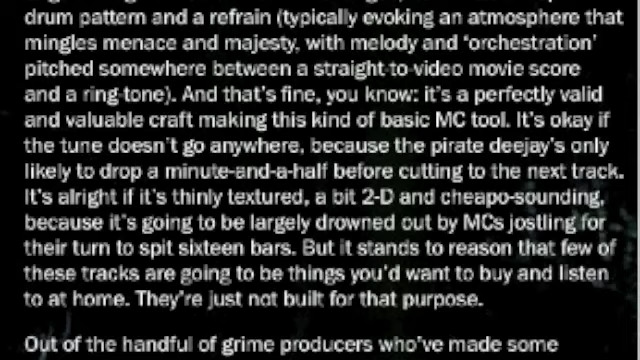 drum pattern and a refrain (typically evoking an atmosphere that
mingles menace and majesty, with melody and ‘orchestration’
pitched somewhere between a straight-to-video movie score
and a ring-tone). And that’s fine, you know: it’s a perfectly valid
and valuable craft making this kind of basic MC tool. It’s okay if
the tune doesn’t go anywhere, because the pirate deejay’s only
likely to drop a minute-and-a-half before cutting to the next track.
It’s alright if it’s thinly textured, a bit 2-D and cheapo-sounding,
because it’s going to be largely drowned out by MCs jostling for
their turn to spit sixteen bars. But it stands to reason that few of
these tracks are going to be things you’d want to buy and listen
to at home. They’re just not built for that purpose.
Out of the handful of grime producers who’ve made some